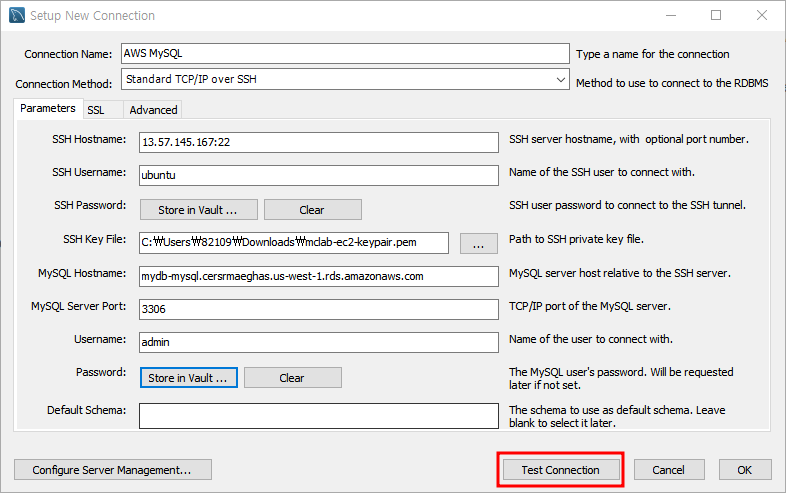 Setup New Connection
Connection Name: AWS MySQL Type a name for the connection
Connection Method: Standard TCP/IP over SSH Method to use to connect to the RDBMS
Parameters SSL Advanced
SSH Hostname: 13.57.145.167:22 SSH server hostname, with optional port number.
SSH Username: ubuntu Name of the SSH user to connect with.
SSH Password: Store in Vault ... Clear SSH user password to connect to the SSH tunnel.
SSH Key File: C:₩Users₩82109₩Downloads₩mclab-ec2-keypair.pem ... Path to SSH private key file.
MySQL Hostname: mydb-mysql.cersrmaeghas.us-west-1.rds.amazonaws.com MySQL server host relative to the SSH server.
MySQL Server Port: 3306 TCP/IP port of the MySQL server.
Username: admin Name of the user to connect with.
Password: Store in Vault ... Clear The MySQL user's password. Will be requested
later if not set.
Default Schema: The schema to use as default schema. Leave
blank to select it later.
Configure Server Management... Test Connection Cancel OK